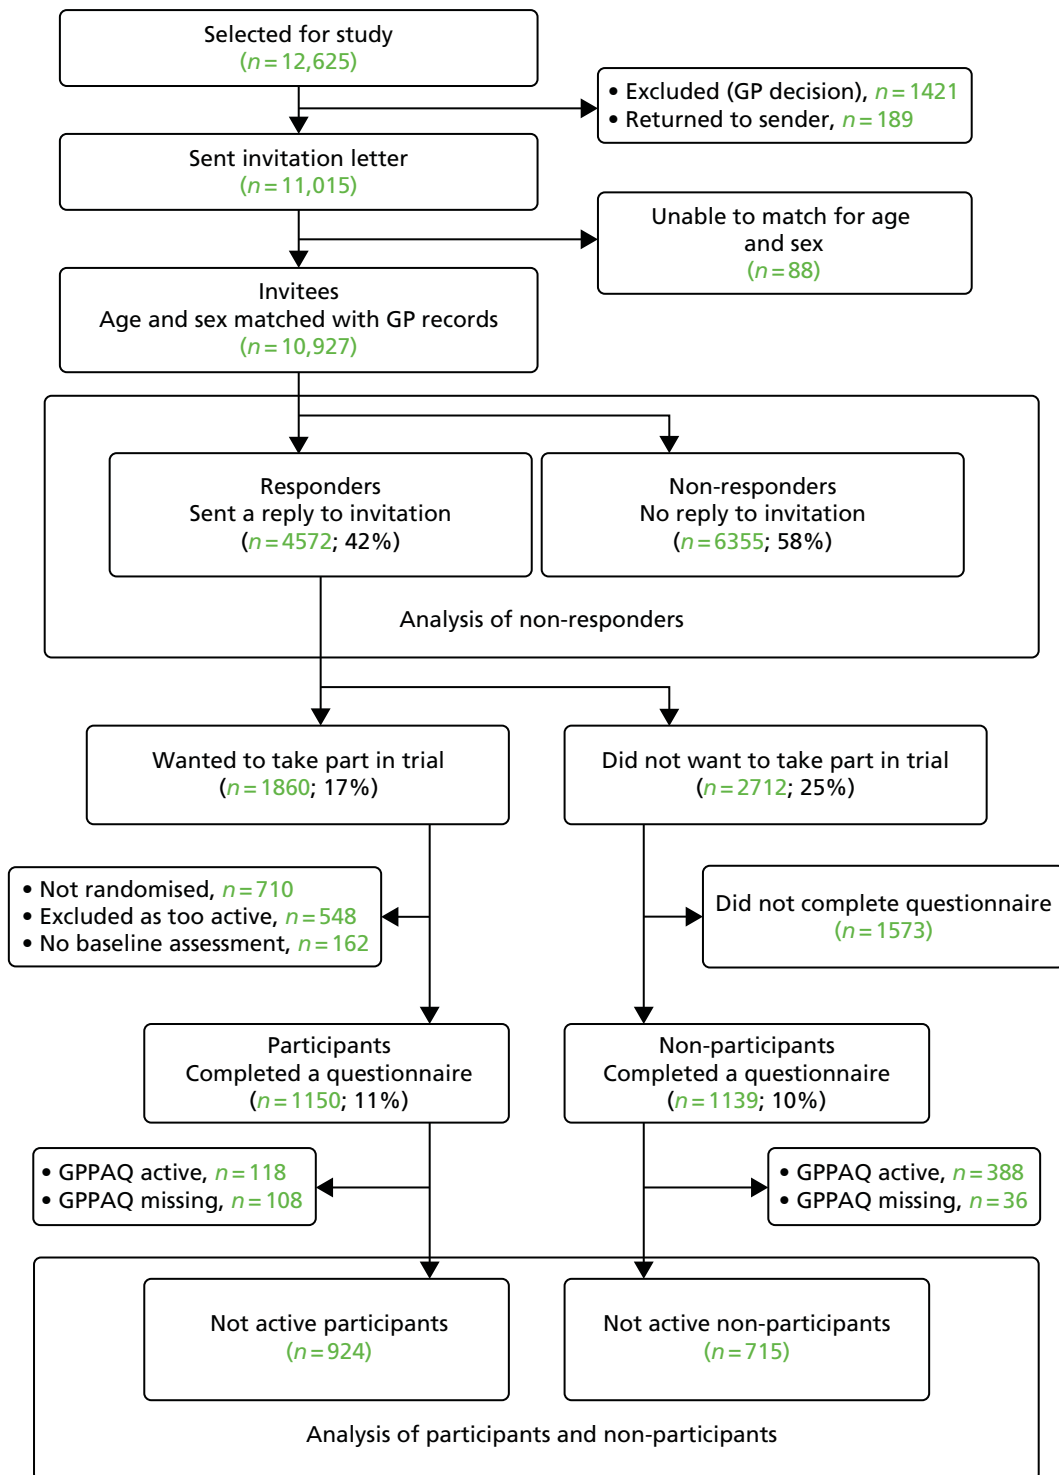 Selected for study
(n = 12,625)
• Excluded (GP decision), n = 1421
• Returned to sender, n = 189
Sent invitation letter
(n = 11,015)
Unable to match for age
and sex
(n = 88)
Invitees
Age and sex matched with GP records
(n = 10,927)
Responders
Sent a reply to invitation
(n = 4572; 42%)
Non-responders
No reply to invitation
(n = 6355; 58%)
Analysis of non-responders
Wanted to take part in trial
(n = 1860; 17%)
Did not want to take part in trial
(n = 2712; 25%)
• Not randomised, n = 710
• Excluded as too active, n = 548
• No baseline assessment, n = 162
Did not complete questionnaire
(n = 1573)
Participants
Completed a questionnaire
(n = 1150; 11%)
Non-participants
Completed a questionnaire
(n = 1139; 10%)
• GPPAQ active, n = 118
• GPPAQ missing, n = 108
• GPPAQ active, n = 388
• GPPAQ missing, n = 36
Not active participants
(n = 924)
Not active non-participants
(n = 715)
Analysis of participants and non-participants